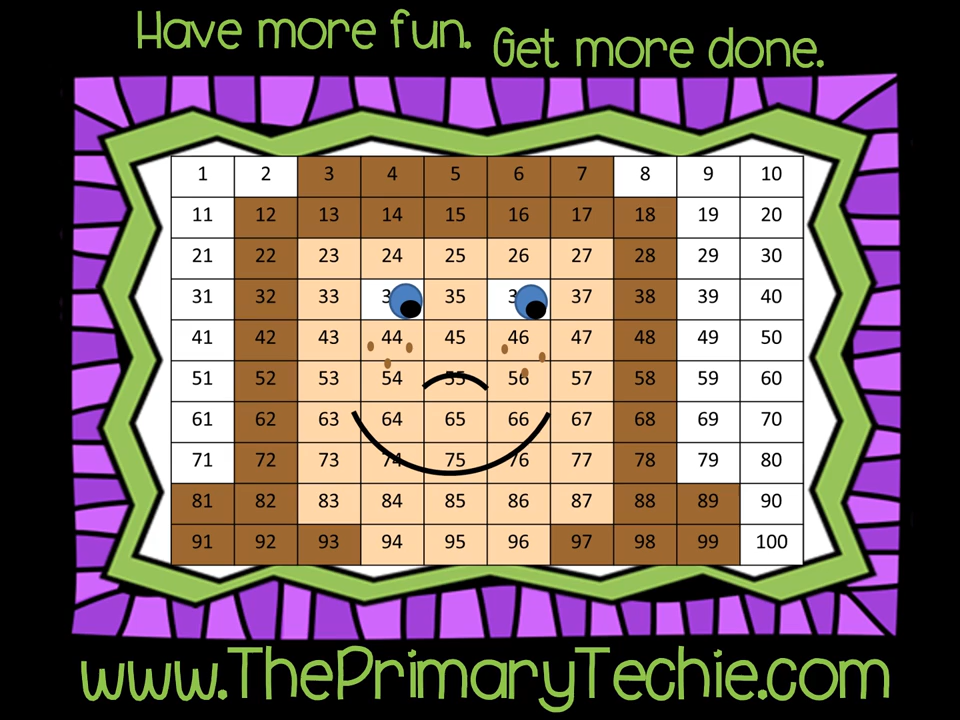 Have more fun. Get more done.
1 2 3 4 5 6 7 8 9 10
11 12 13 14 15 16 17 18 19 20
21 22 23 24 25 26 27 28 29 30
31 32 33 3 35 3 37 38 39 40
41 42 43 44 45 46 47 48 49 50
51 52 53 54 55 56 57 58 59 60
61 62 63 64 65 66 67 68 69 70
71 72 73 74 75 76 77 78 79 80
81 82 83 84 85 86 87 88 89 90
91 92 93 94 95 96 97 98 99 100
www.ThePrimaryTechie.com